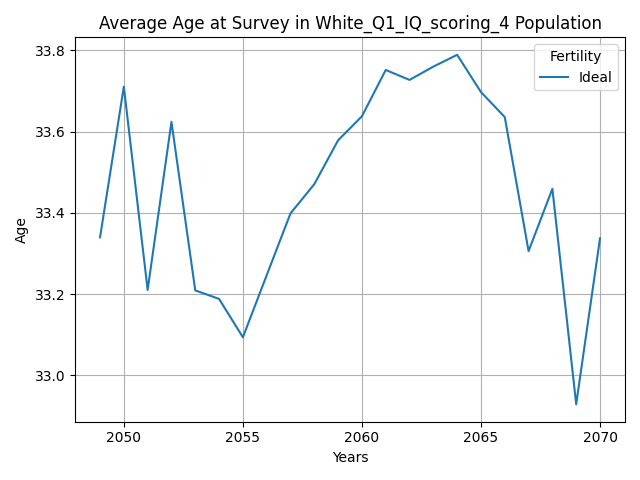 Average Age at Survey in White_Q1_IQ_scoring_4 Population
Fertility
Ideal
33.8
33.6
33.4
33.2
33.0
Age
2050 2055 2060 2065 2070
Years